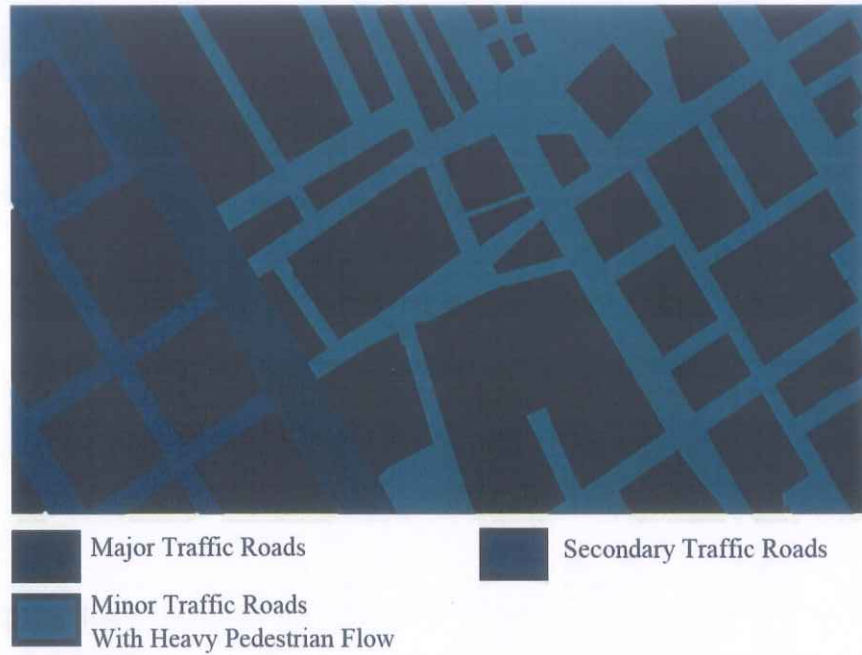 Major Traffic Roads
Secondary Traffic Roads
Minor Traffic Roads
With Heavy Pedestrian Flow